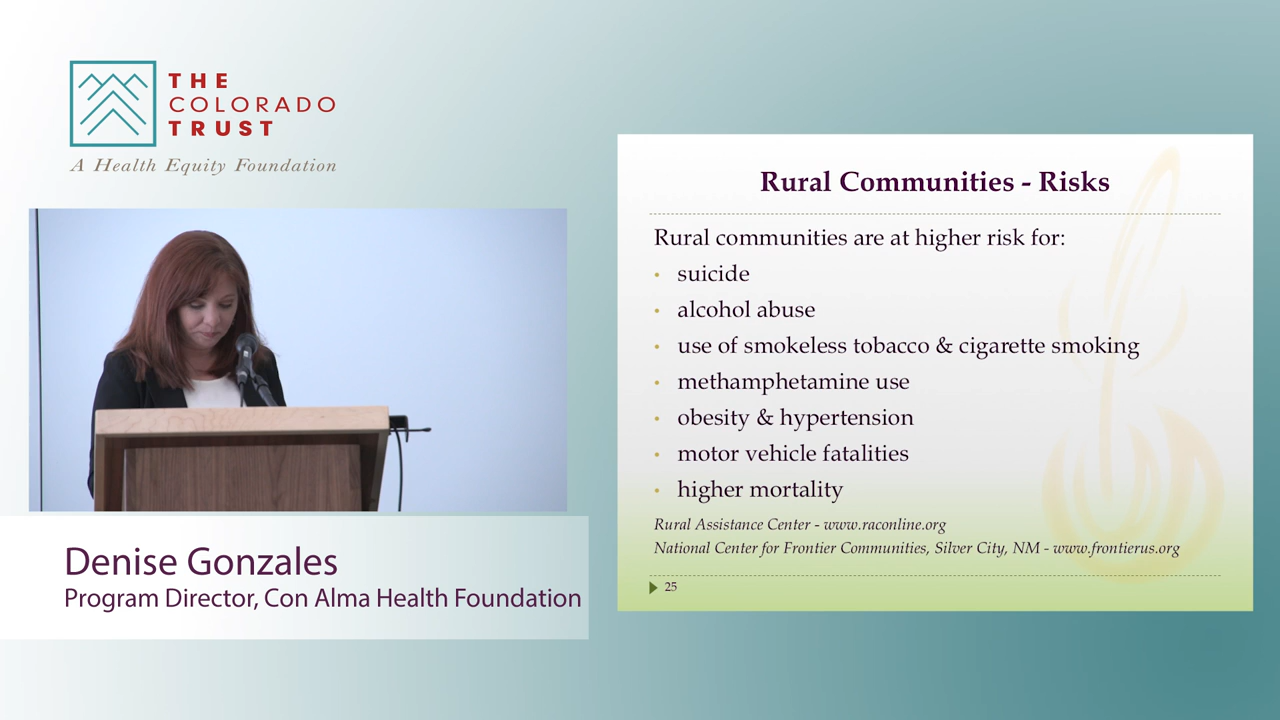 THE
COLORADO
TRUST
A Health Equity Foundation
Denise Gonzales
Program Director, Con Alma Health Foundation
Rural Communities - Risks
Rural communities are at higher risk for:
• suicide
• alcohol abuse
• use of smokeless tobacco & cigarette smoking
• methamphetamine use
• obesity & hypertension
• motor vehicle fatalities
• higher mortality
Rural Assistance Center - www.raconline.org
National Center for Frontier Communities, Silver City, NM - www.frontierus.org
25